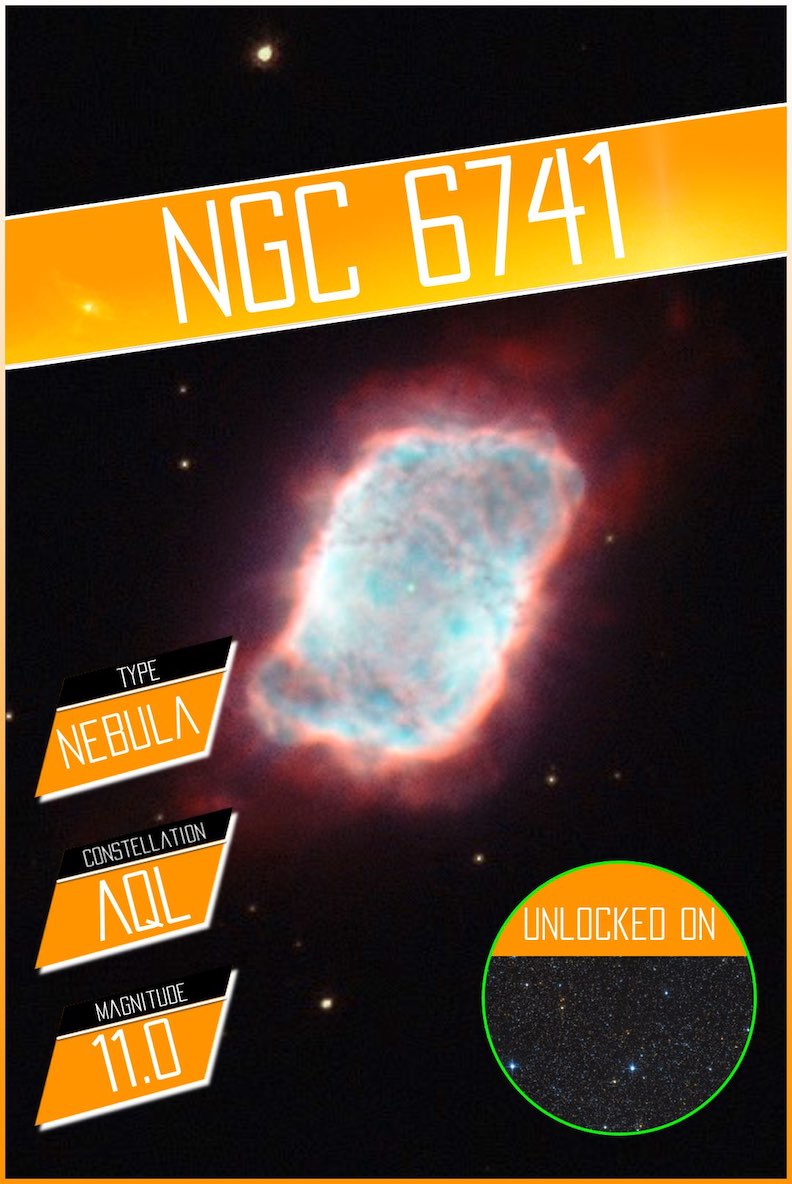 NGC 6741
TYPE
NEBULA
CONSTELLATION
AQL
MAGNITUDE
11.0
UNLOCKED ON